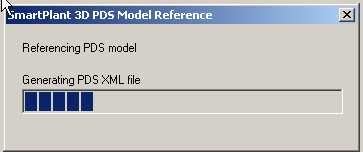 SmartPlant 3D PDS Model Reference
Referencing PDS model
Generating PDS XML file